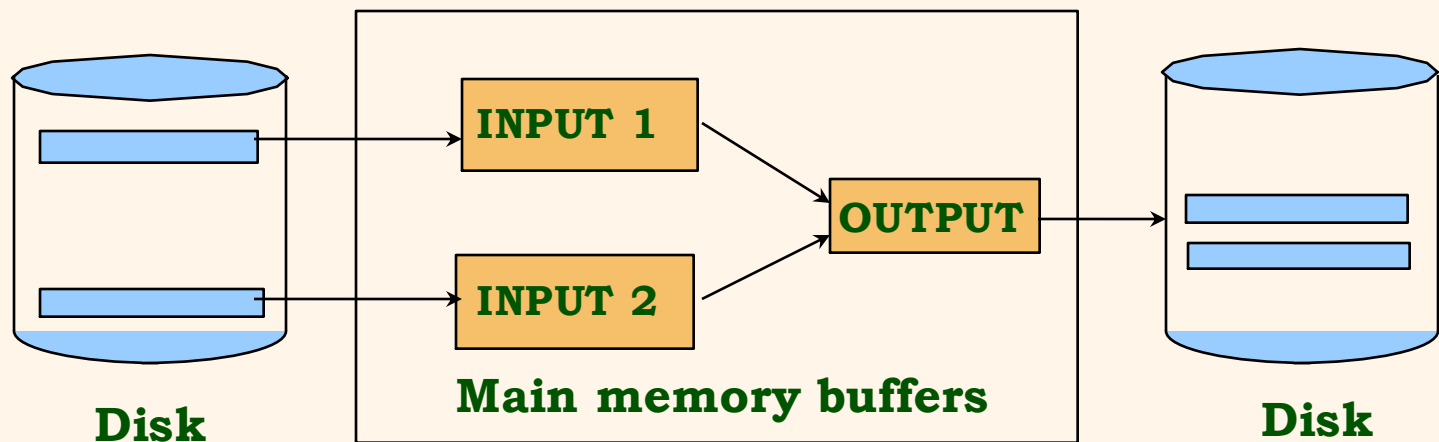 INPUT 1
OUTPUT
INPUT 2
Main memory buffers
Disk
Disk